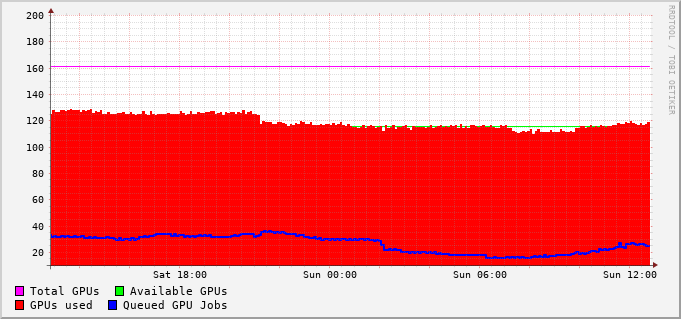 RRDTOOL / TOBI OETIKER
200
180
160
140
120
100
80
60
40
20
Sat 18:00 Sun 00:00 Sun 06:00 Sun 12:00
Total GPUs Available GPUs
GPUs used Queued GPU Jobs